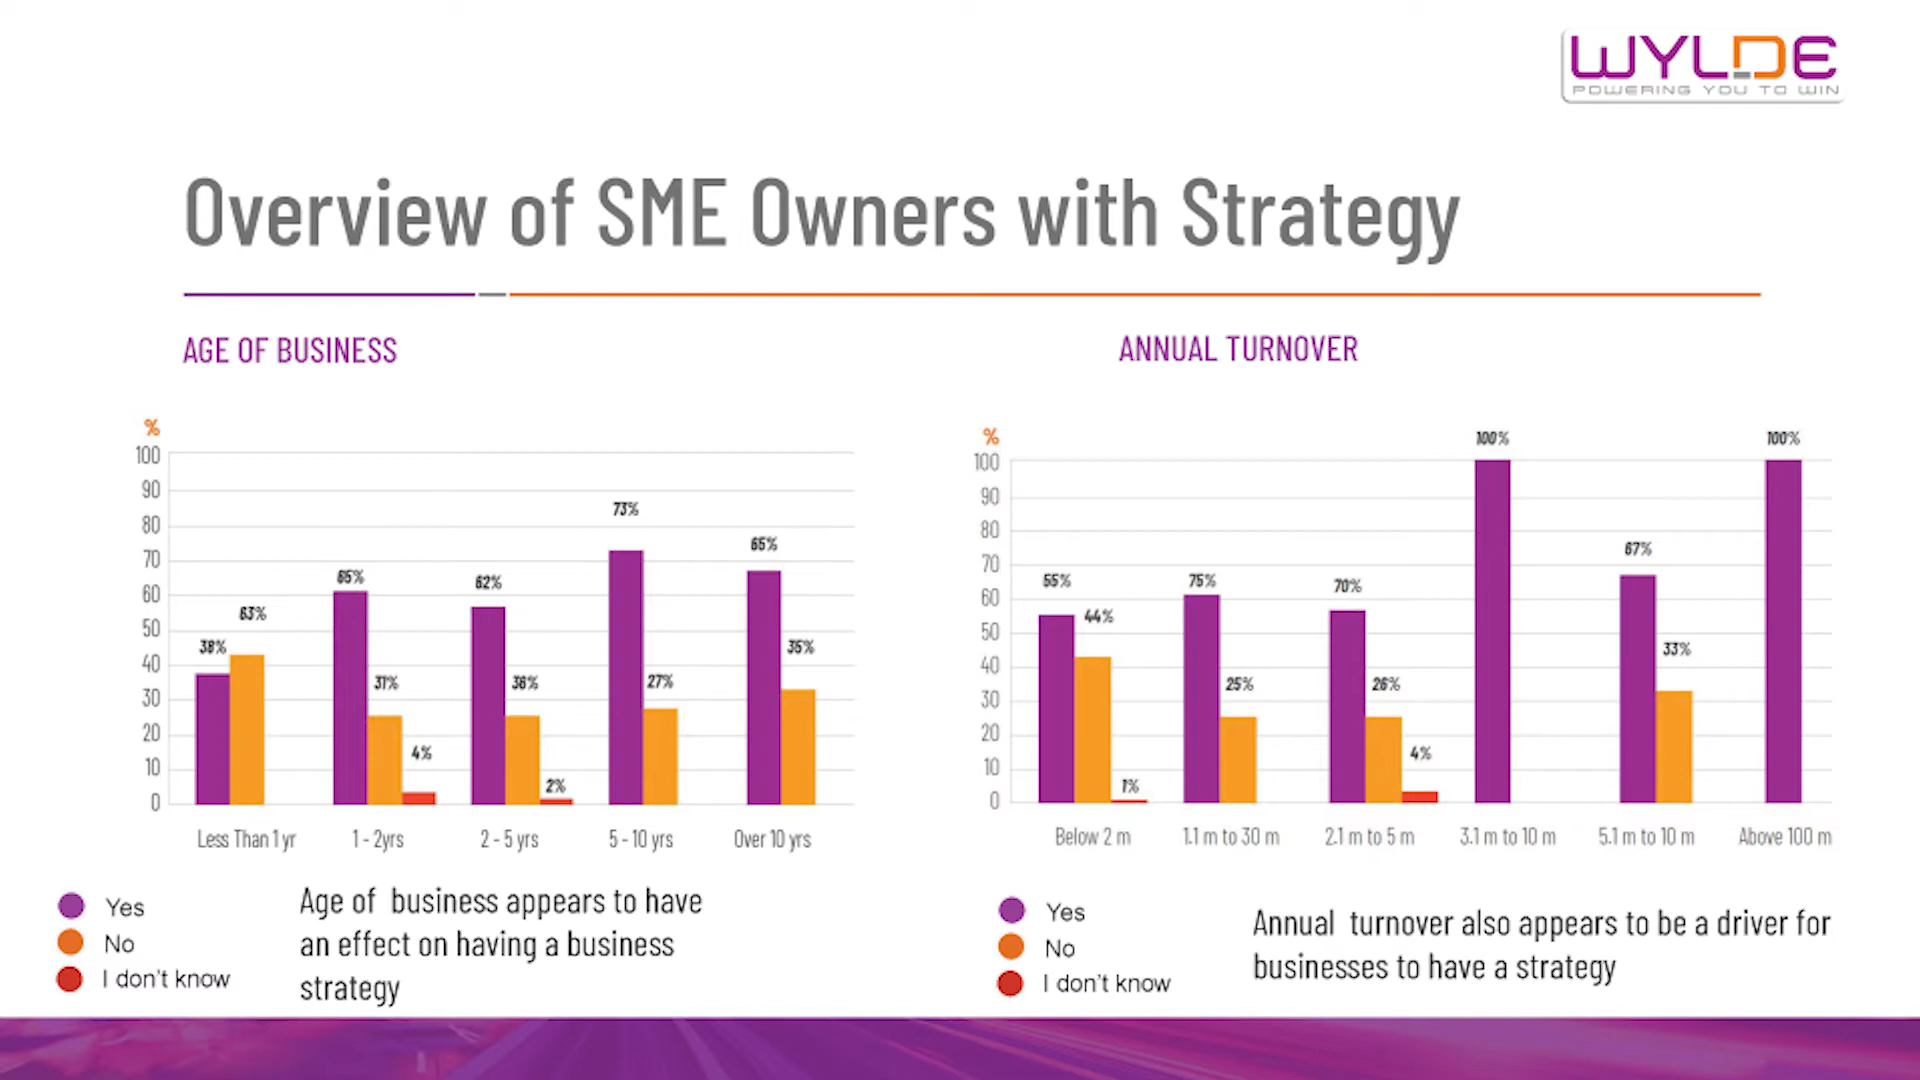 WYLDE
POWERING YOU TO WIN
Overview of SME Owners with Strategy
AGE OF BUSINESS
%
100
90
80
70
60
50
40
30
20
10
0
38%
63%
65%
31%
4%
62%
36%
2%
73%
27%
65%
35%
Less Than 1 yr
1 - 2yrs
2 - 5 yrs
5 - 10 yrs
Over 10 yrs
Yes
No
I don't know
Age of business appears to have
an effect on having a business
strategy
ANNUAL TURNOVER
%
100
90
80
70
60
50
40
30
20
10
0
55%
44%
1%
75%
25%
70%
26%
4%
100%
67%
33%
100%
Below 2 m
1.1 m to 30 m
2.1 m to 5 m
3.1 m to 10 m
5.1 m to 10 m
Above 100 m
Yes
No
I don't know
Annual turnover also appears to be a driver for
businesses to have a strategy